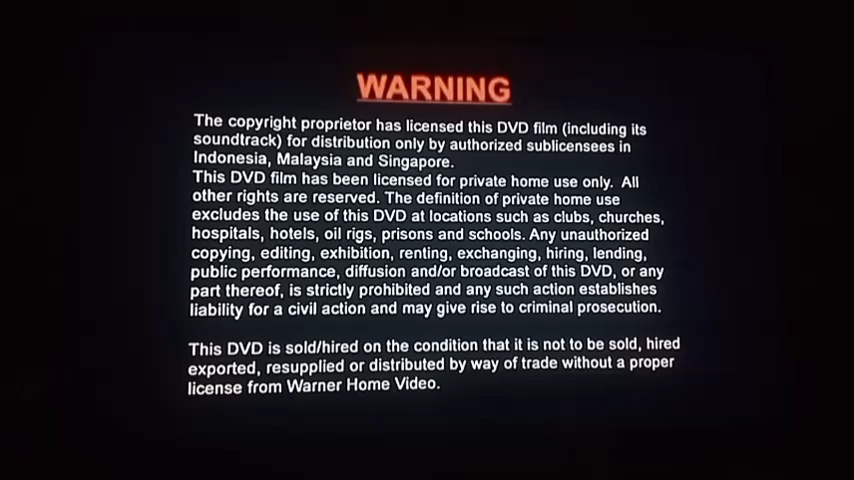 WARNING
The copyright proprietor has licensed this DVD film (including its
soundtrack) for distribution only by authorized sublicensees in
Indonesia, Malaysia and Singapore.
This DVD film has been licensed for private home use only. All
other rights are reserved. The definition of private home use
excludes the use of this DVD at locations such as clubs, churches,
hospitals, hotels, oil rigs, prisons and schools. Any unauthorized
copying, editing, exhibition, renting, exchanging, hiring, lending,
public performance, diffusion and/or broadcast of this DVD, or any
part thereof, is strictly prohibited and any such action establishes
liability for a civil action and may give rise to criminal prosecution.
This DVD is sold/hired on the condition that it is not to be sold, hired
exported, resupplied or distributed by way of trade without a proper
license from Warner Home Video.